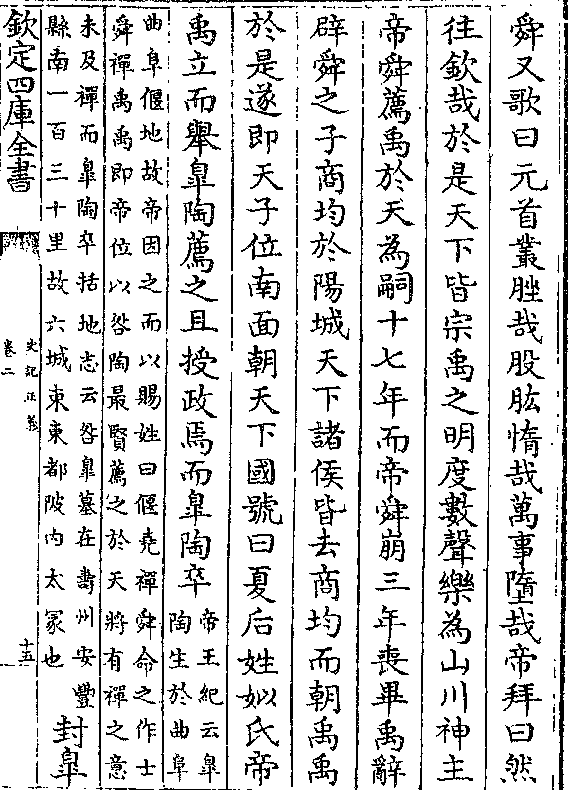 舜又歌曰元首叢脞哉股肱惰哉萬事墮哉帝拜曰然
往欽哉於是天下皆宗禹之明度數聲樂為山川神主
帝舜薦禹於天為嗣十七年而帝舜崩三年喪畢禹辭
辟舜之子商均於陽城天下諸侯皆去商均而朝禹禹
於是遂即天子位南面朝天下國號曰夏后姓姒氏帝
禹立而舉臯陶薦之且授政焉而臯陶卒
帝王紀云臯
陶生於曲阜
曲阜偃地故帝因之而以賜姓曰偃堯禪舜命之作士
舜禪禹禹即帝位以咎陶最賢薦之於天將有禪之意
未及禪而臯陶卒括地志云咎臯墓在壽州安豐
縣南一百三十里故六城東東都陂内大冢也
封臯
欽定四庫全書
史記正義
卷二
十五